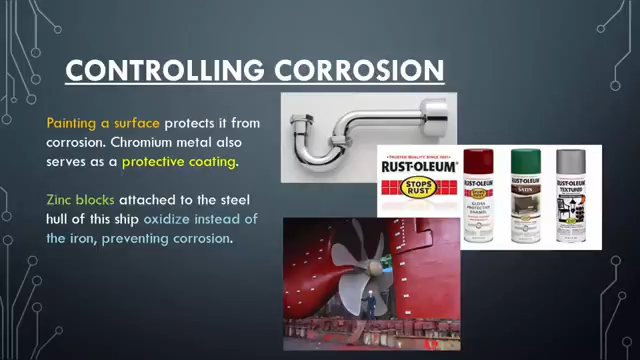 CONTROLLING CORROSION
Painting a surface protects it from
corrosion. Chromium metal also
serves as a protective coating.
Zinc blocks attached to the steel
hull of this ship oxidize instead of
the iron, preventing corrosion.
RUST-OLEUM
STOPS
RUST
RUST-OLEUM
RUST-OLEUM
SATIN
RUST-OLEUM
TEXTURED